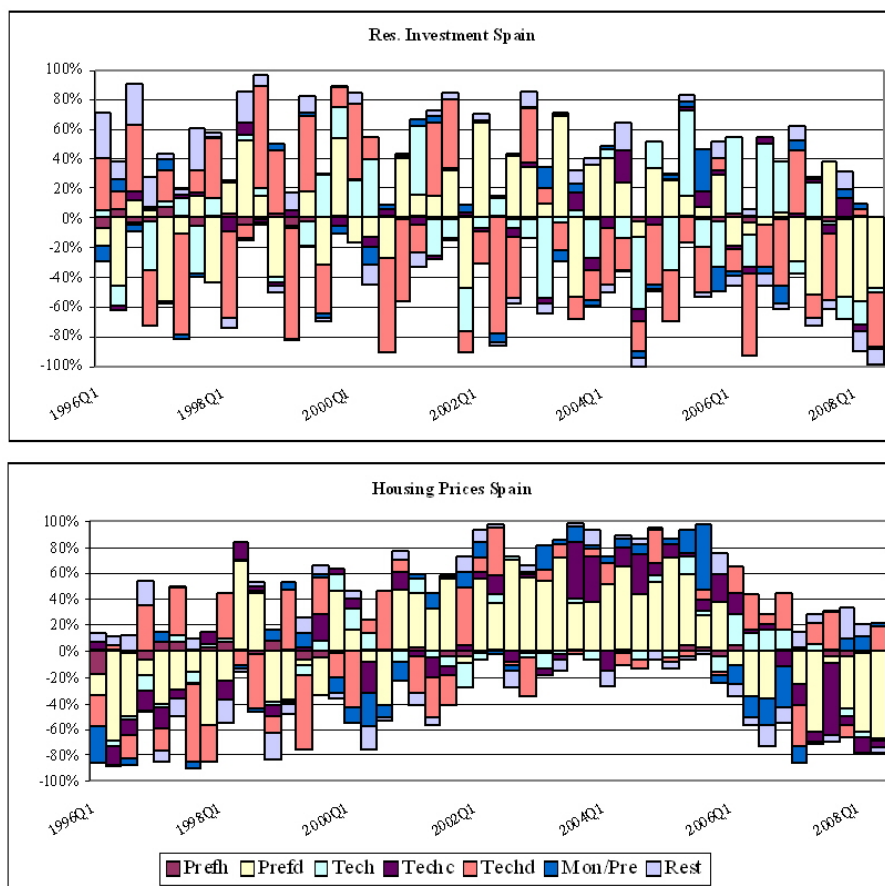 Res. Investment Spain
100%
80%
60%
40%
20%
0%
-20%
-40%
-60%
-80%
-100%
1996Q1
1998Q1
2000Q1
2002Q1
2004Q1
2006Q1
2008Q1
Housing Prices Spain
100%
80%
60%
40%
20%
0%
-20%
-40%
-60%
-80%
-100%
1996Q1
1998Q1
2000Q1
2002Q1
2004Q1
2006Q1
2008Q1
Prefh Prefd Tech Techc Techd Mon/Pre Rest